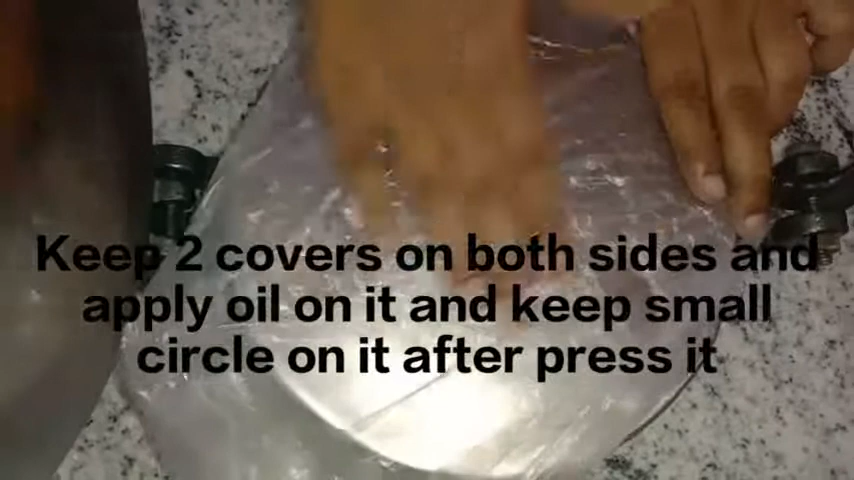 Keep 2 covers on both sides and
apply oil on it and keep small
circle on it after press it